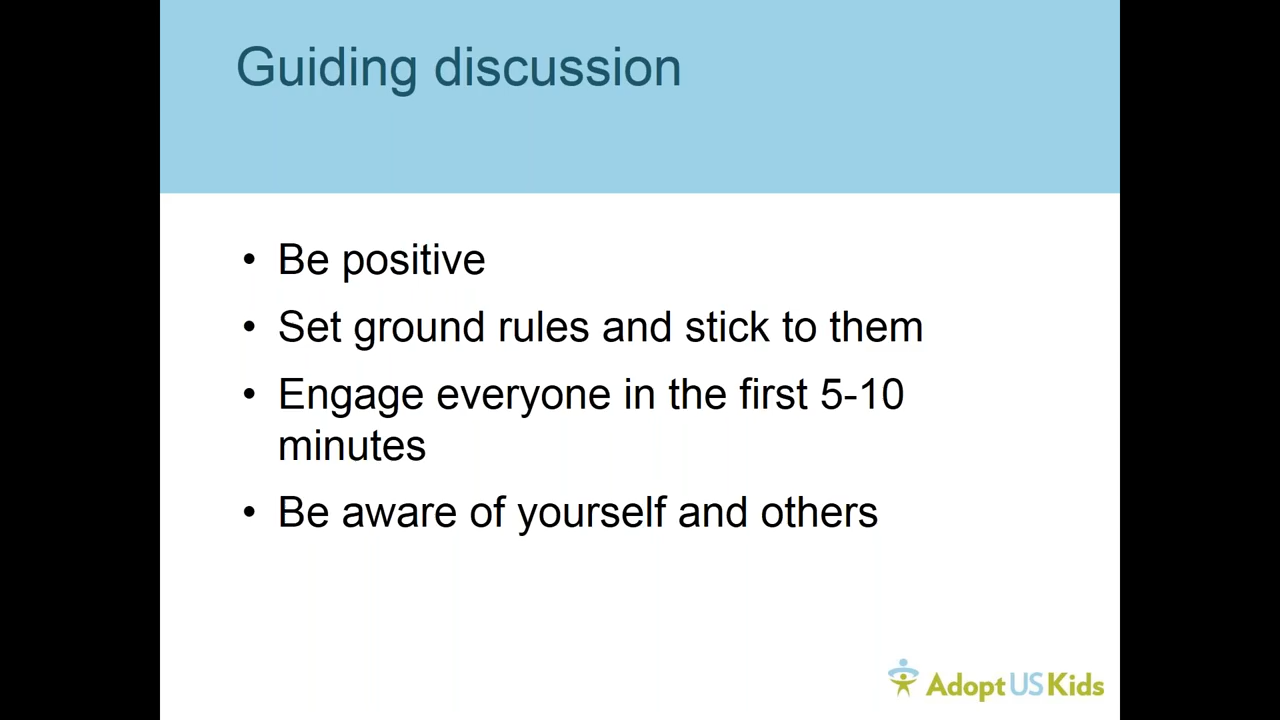 Guiding discussion
• Be positive
• Set ground rules and stick to them
• Engage everyone in the first 5-10
minutes
• Be aware of yourself and others
AdoptUSKids